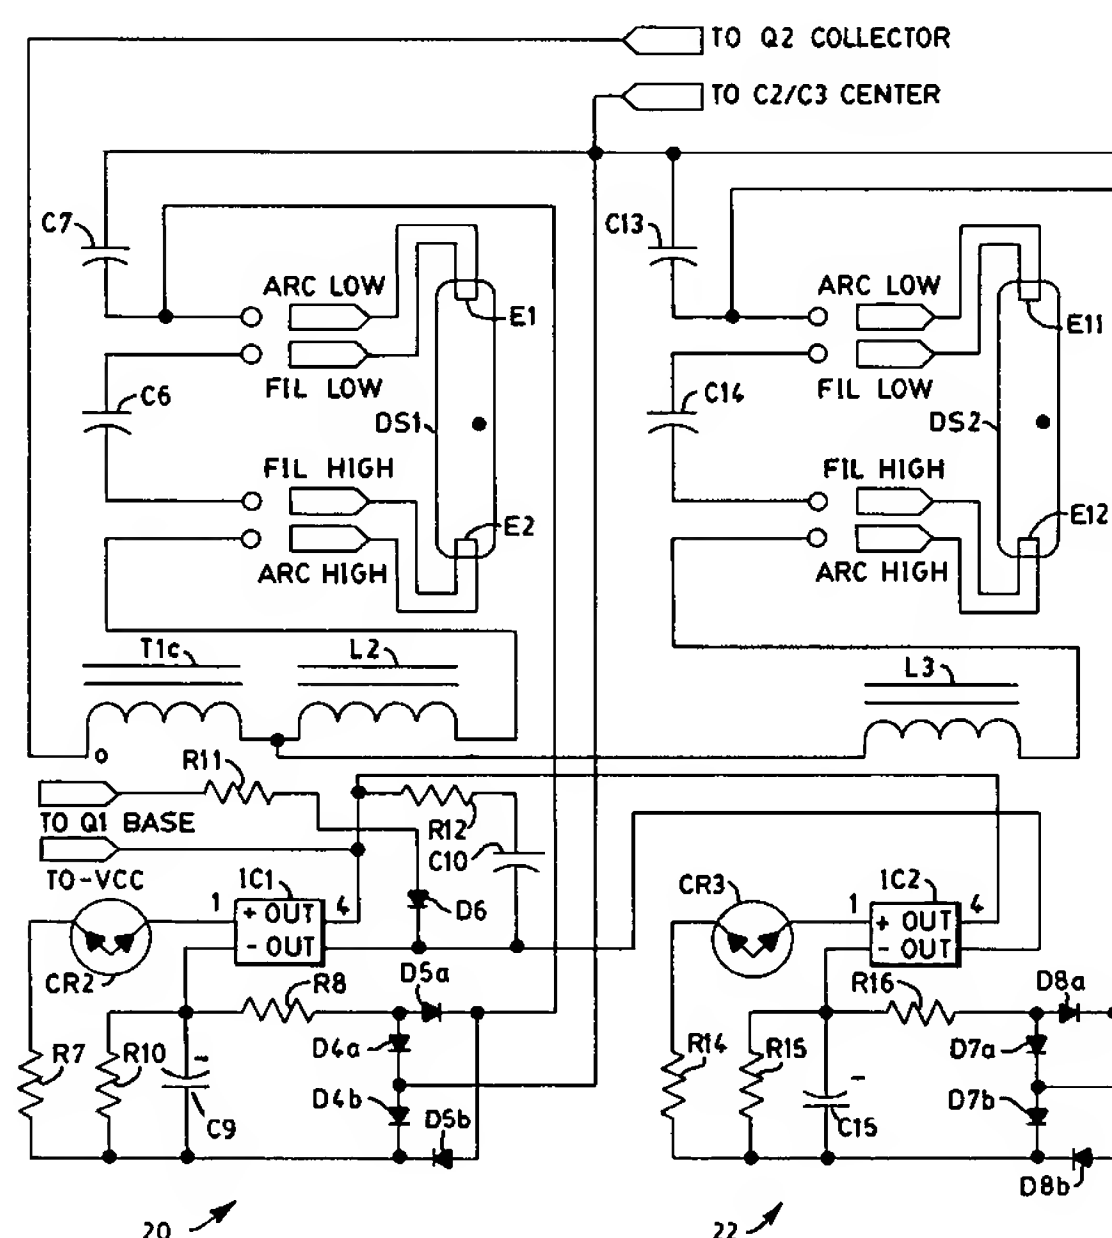 TO Q2 COLLECTOR
TO C2/C3 CENTER
C7
C13
ARC LOW
ARC LOW
E1
E11
C6
FIL LOW
C14
FIL LOW
DS1
DS2
FIL HIGH
FIL HIGH
E2
E12
ARC HIGH
ARC HIGH
T1c
L2
L3
R11
TO Q1 BASE
R12
C10
TO-VCC
IC1
1
+ OUT
4
- OUT
D6
CR3
IC2
1
+ OUT
4
- OUT
CR2
R8
D5a
R16
D8a
R7
R10
-
D4a
R14
R15
D7a
-
D4b
D5b
C9
D7b
C15
D8b
20
22